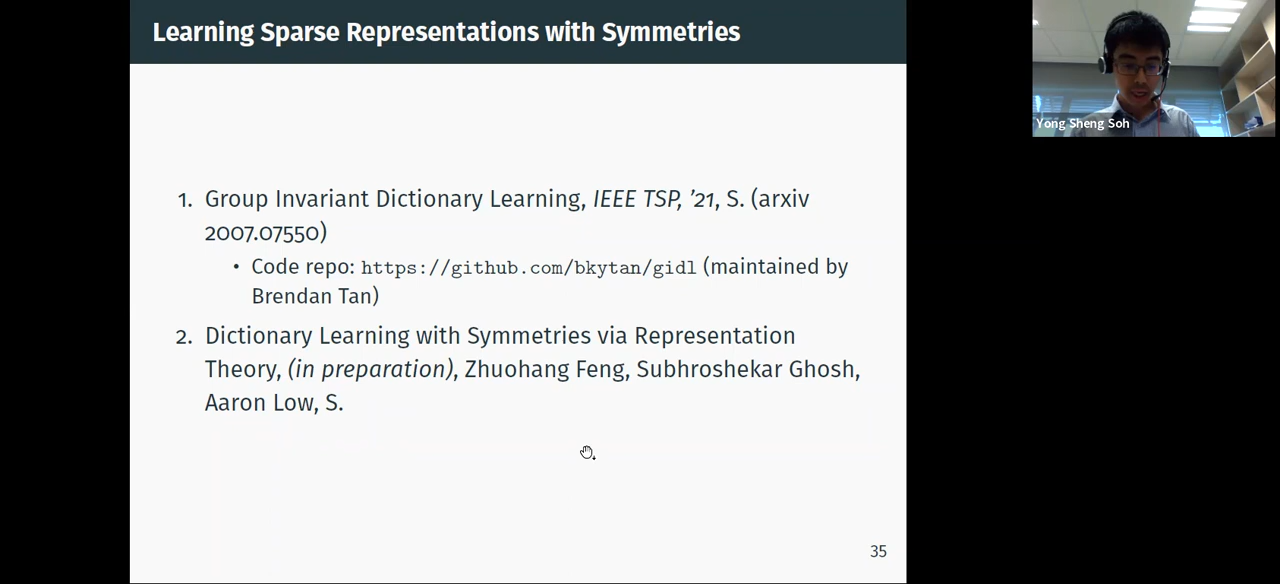 Learning Sparse Representations with Symmetries
Yong Sheng Soh
1. Group Invariant Dictionary Learning, IEEE TSP, '21, S. (arxiv
2007.07550)
• Code repo: https://github.com/bkytan/gidl (maintained by
Brendan Tan)
2. Dictionary Learning with Symmetries via Representation
Theory, (in preparation), Zhuohang Feng, Subhroshekar Ghosh,
Aaron Low, S.
35